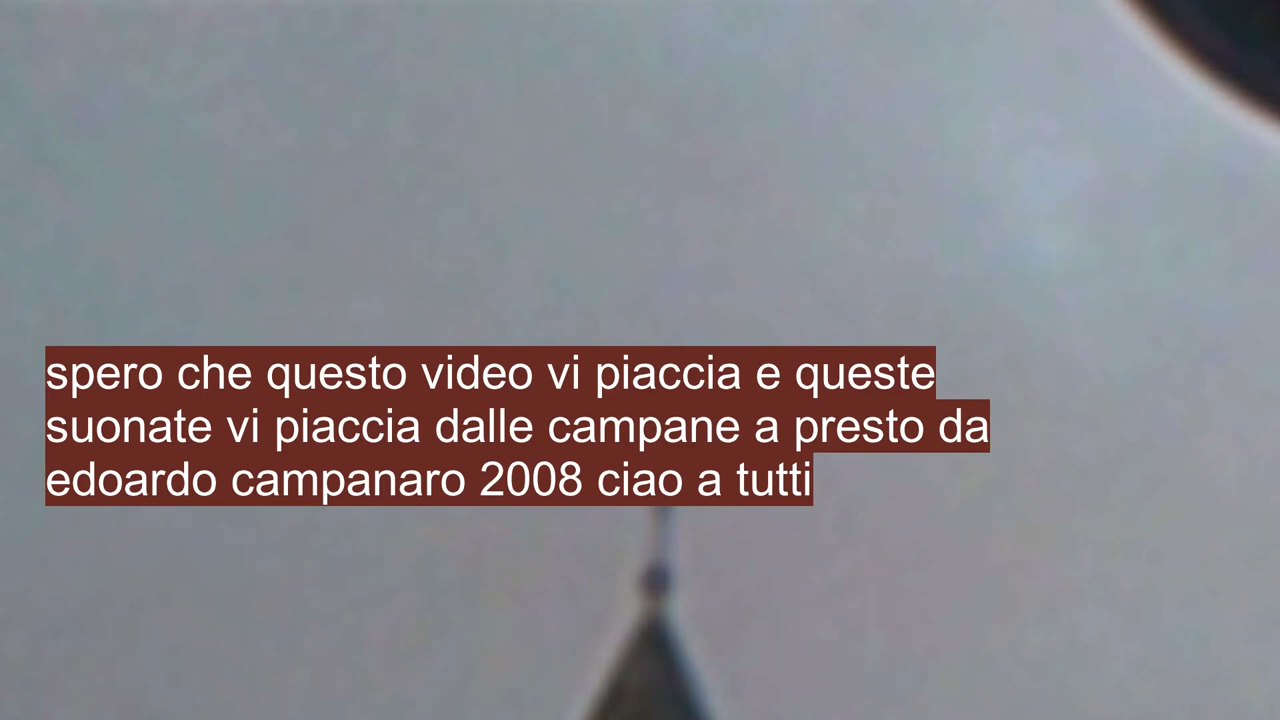 spero che questo video vi piaccia e queste
suonate vi piaccia dalle campane a presto da
edoardo campanaro 2008 ciao a tutti